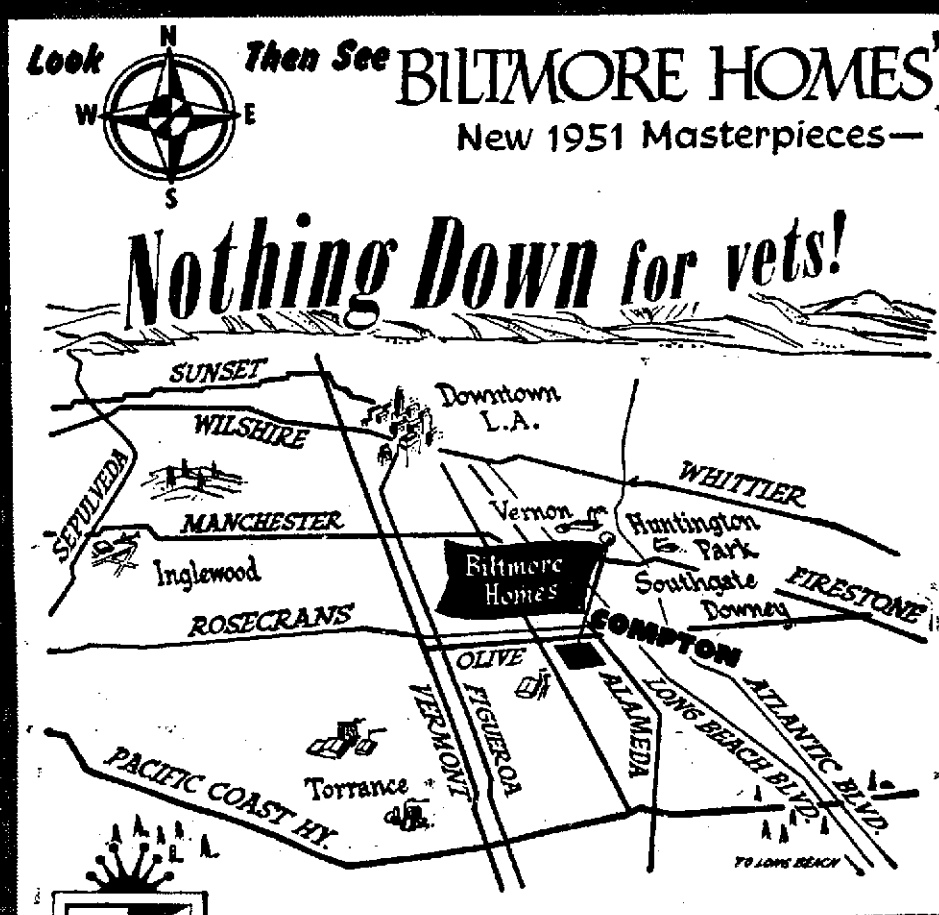 Look
N
W
E
S
Then See
BILTMORE HOMES'
New 1951 Masterpieces—
Nothing Down for vets!
SUNSET
Downtown
L.A.
WILSHIRE
SEPULVEDA
WHITTIER
MANCHESTER
Vernon
Huntington
Park
Inglewood
Biltmore
Homes
Southgate
Downey
FIRESTONE
ROSECRANS
COMPTON
OLIVE
VERMONT
FIGUEROA
ALAMEDA
LONG BEACH BLVD.
ATLANTIC BLVD.
PACIFIC COAST HY.
Torrance
TO LONG BEACH